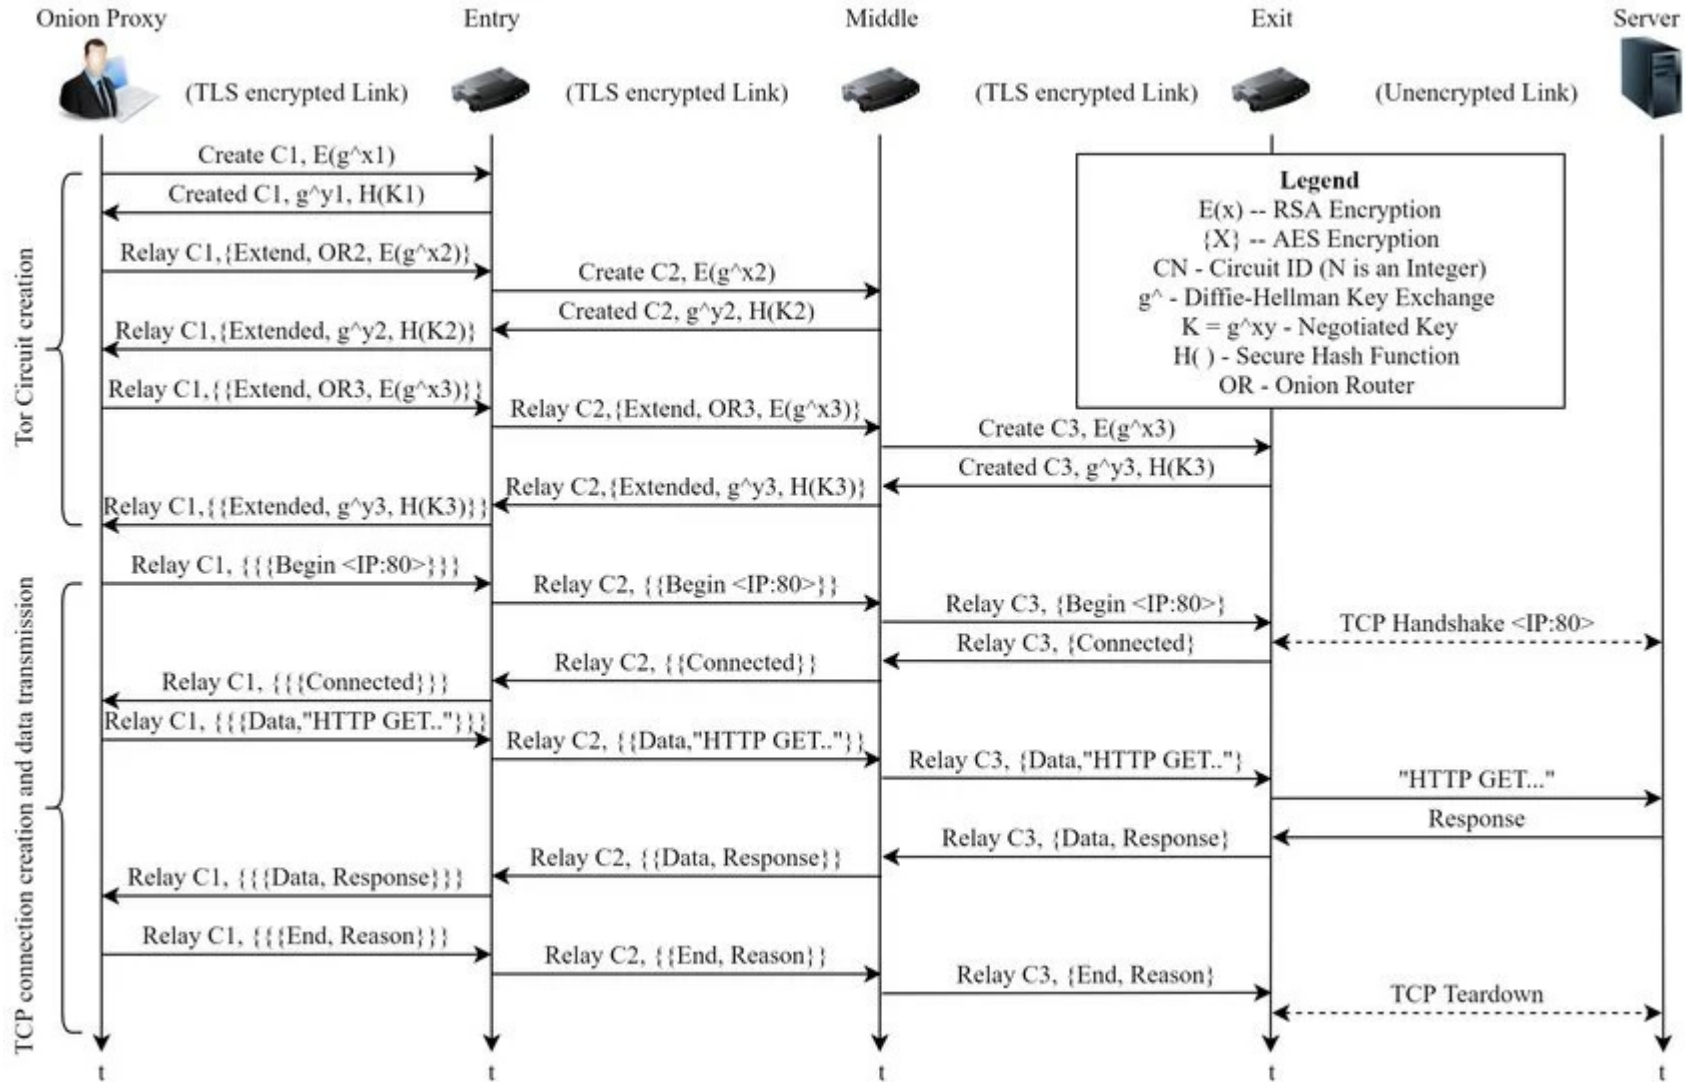 Onion Proxy
Entry
Middle
Exit
Server
(TLS encrypted Link)
(TLS encrypted Link)
(TLS encrypted Link)
(Unencrypted Link)
Tor Circuit creation
Create C1, E(g^x1)
Created C1, g^y1, H(K1)
Relay C1,{Extend, OR2, E(g^x2)}
Create C2, E(g^x2)
Created C2, g^y2, H(K2)
Relay C1,{Extended, g^y2, H(K2)}
Relay C1,{{Extend, OR3, E(g^x3)}}
Relay C2,{Extend, OR3, E(g^x3)}
Create C3, E(g^x3)
Created C3, g^y3, H(K3)
Relay C2,{Extended, g^y3, H(K3)}
Relay C1,{{Extended, g^y3, H(K3)}}
Legend
E(x) -- RSA Encryption
{X} -- AES Encryption
CN - Circuit ID (N is an Integer)
g^ - Diffie-Hellman Key Exchange
K = g^xy - Negotiated Key
H( ) - Secure Hash Function
OR - Onion Router
TCP connection creation and data transmission
Relay C1, {{{Begin <IP:80>}}}
Relay C2, {{Begin <IP:80>}}
Relay C3, {Begin <IP:80>}
TCP Handshake <IP:80>
Relay C3, {Connected}
Relay C2, {{Connected}}
Relay C1, {{{Connected}}}
Relay C1, {{{Data,"HTTP GET.."}}}
Relay C2, {{Data,"HTTP GET.."}}
Relay C3, {Data,"HTTP GET.."}
"HTTP GET..."
Response
Relay C3, {Data, Response}
Relay C2, {{Data, Response}}
Relay C1, {{{Data, Response}}}
Relay C1, {{{End, Reason}}}
Relay C2, {{End, Reason}}
Relay C3, {End, Reason}
TCP Teardown
t
t
t
t
t